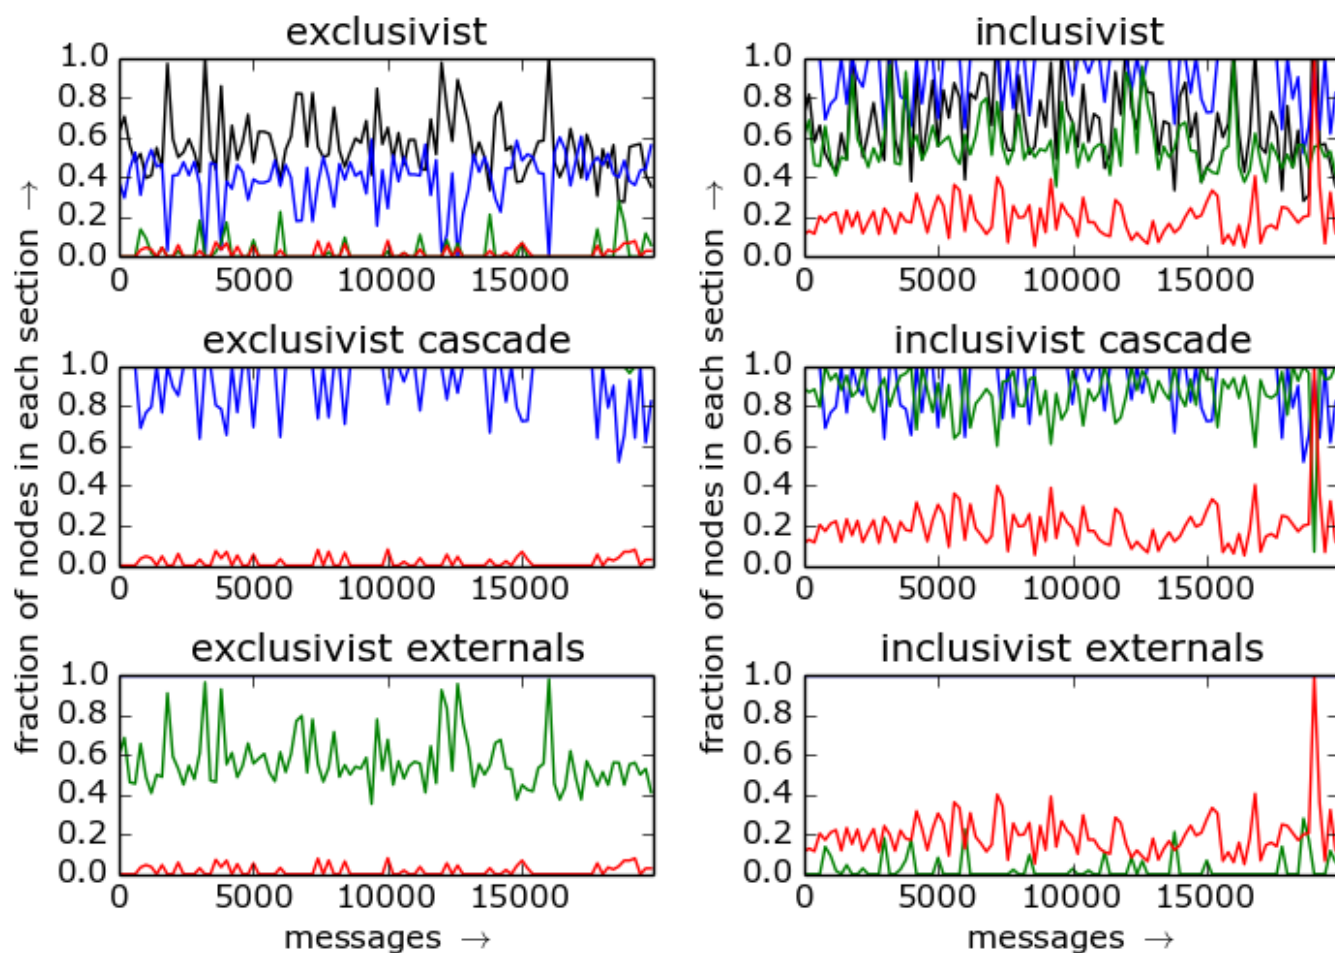 exclusivist
1.0
0.8
0.6
0.4
0.2
0.0
0 5000 10000 15000
inclusivist
1.0
0.8
0.6
0.4
0.2
0.0
0 5000 10000 15000
exclusivist cascade
1.0
0.8
0.6
0.4
0.2
0.0
0 5000 10000 15000
inclusivist cascade
1.0
0.8
0.6
0.4
0.2
0.0
0 5000 10000 15000
exclusivist externals
1.0
0.8
0.6
0.4
0.2
0.0
0 5000 10000 15000
inclusivist externals
1.0
0.8
0.6
0.4
0.2
0.0
0 5000 10000 15000
fraction of nodes in each section →
fraction of nodes in each section →
messages →
messages →